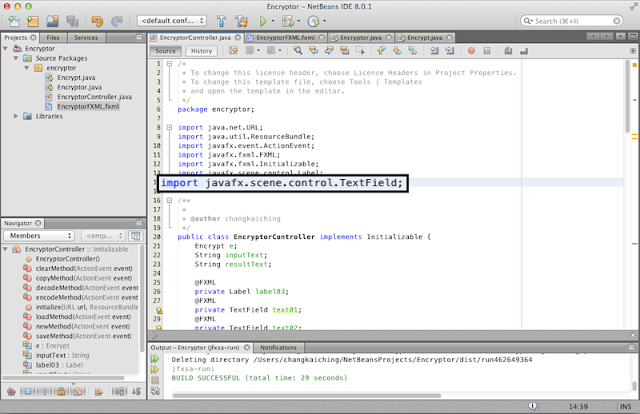 Encryptor – NetBeans IDE 8.0.1
<default conf...
Search (⌘+I)
Projects
Files
Services
Encryptor
Source Packages
encryptor
Encrypt.java
Encryptor.java
EncryptorController.java
EncryptorFXML.fxml
Libraries
Navigator
Members
<emp...
EncryptorController :: Initializable
EncryptorController()
clearMethod(ActionEvent event)
copyMethod(ActionEvent event)
decodeMethod(ActionEvent event)
encodeMethod(ActionEvent event)
initialize(URL url, ResourceBundle
loadMethod(ActionEvent event)
newMethod(ActionEvent event)
saveMethod(ActionEvent event)
e : Encrypt
inputText : String
label03 : Label
EncryptorController.java
EncryptorFXML.fxml
Encryptor.java
Encrypt.java
Source
History
1 /*
2 * To change this license header, choose License Headers in Project Properties.
3 * To change this template file, choose Tools | Templates
4 * and open the template in the editor.
5 */
6 package encryptor;
7
8 import java.net.URL;
9 import java.util.ResourceBundle;
10 import javafx.event.ActionEvent;
11 import javafx.fxml.FXML;
12 import javafx.fxml.Initializable;
13 import javafx.scene.control.Label;
import javafx.scene.control.TextField;
16 /**
17 *
18 * @author changkaiching
19 */
20 public class EncryptorController implements Initializable {
21 Encrypt e;
22 String inputText;
23 String resultText;
24
25 @FXML
26 private Label label03;
27 @FXML
private TextField text01;
29 @FXML
private TextField text02;
Output – Encryptor (jfxsa-run)
Notifications
Deleting directory /Users/changkaiching/NetBeansProjects/Encryptor/dist/run462649364
jfxsa-run:
BUILD SUCCESSFUL (total time: 29 seconds)
14:39
INS